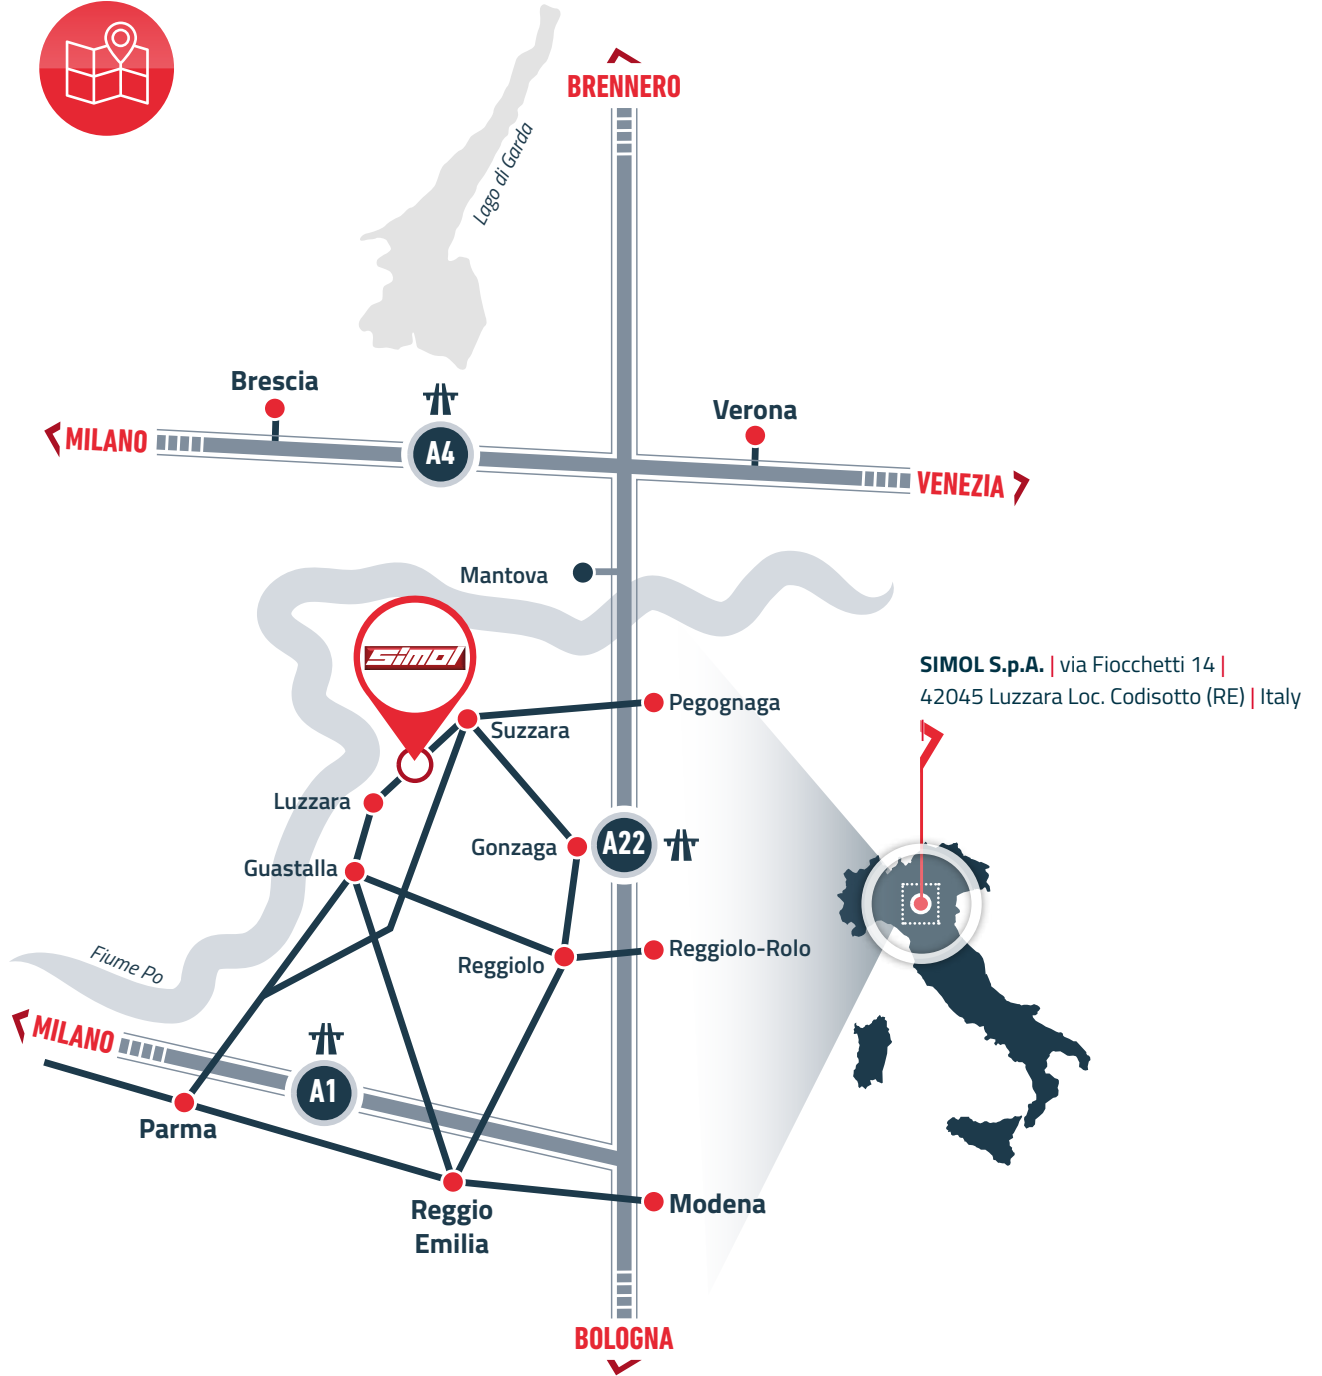 BRENNERO
Lago di Garda
Brescia
Verona
MILANO
A4
VENEZIA
Mantova
simol
SIMOL S.p.A. | via Fiocchetti 14 |
42045 Luzzara Loc. Codisotto (RE) | Italy
Pegognaga
Suzzara
Luzzara
Gonzaga
A22
Guastalla
Reggiolo
Reggiolo-Rolo
Fiume Po
MILANO
A1
Parma
Reggio
Emilia
Modena
BOLOGNA